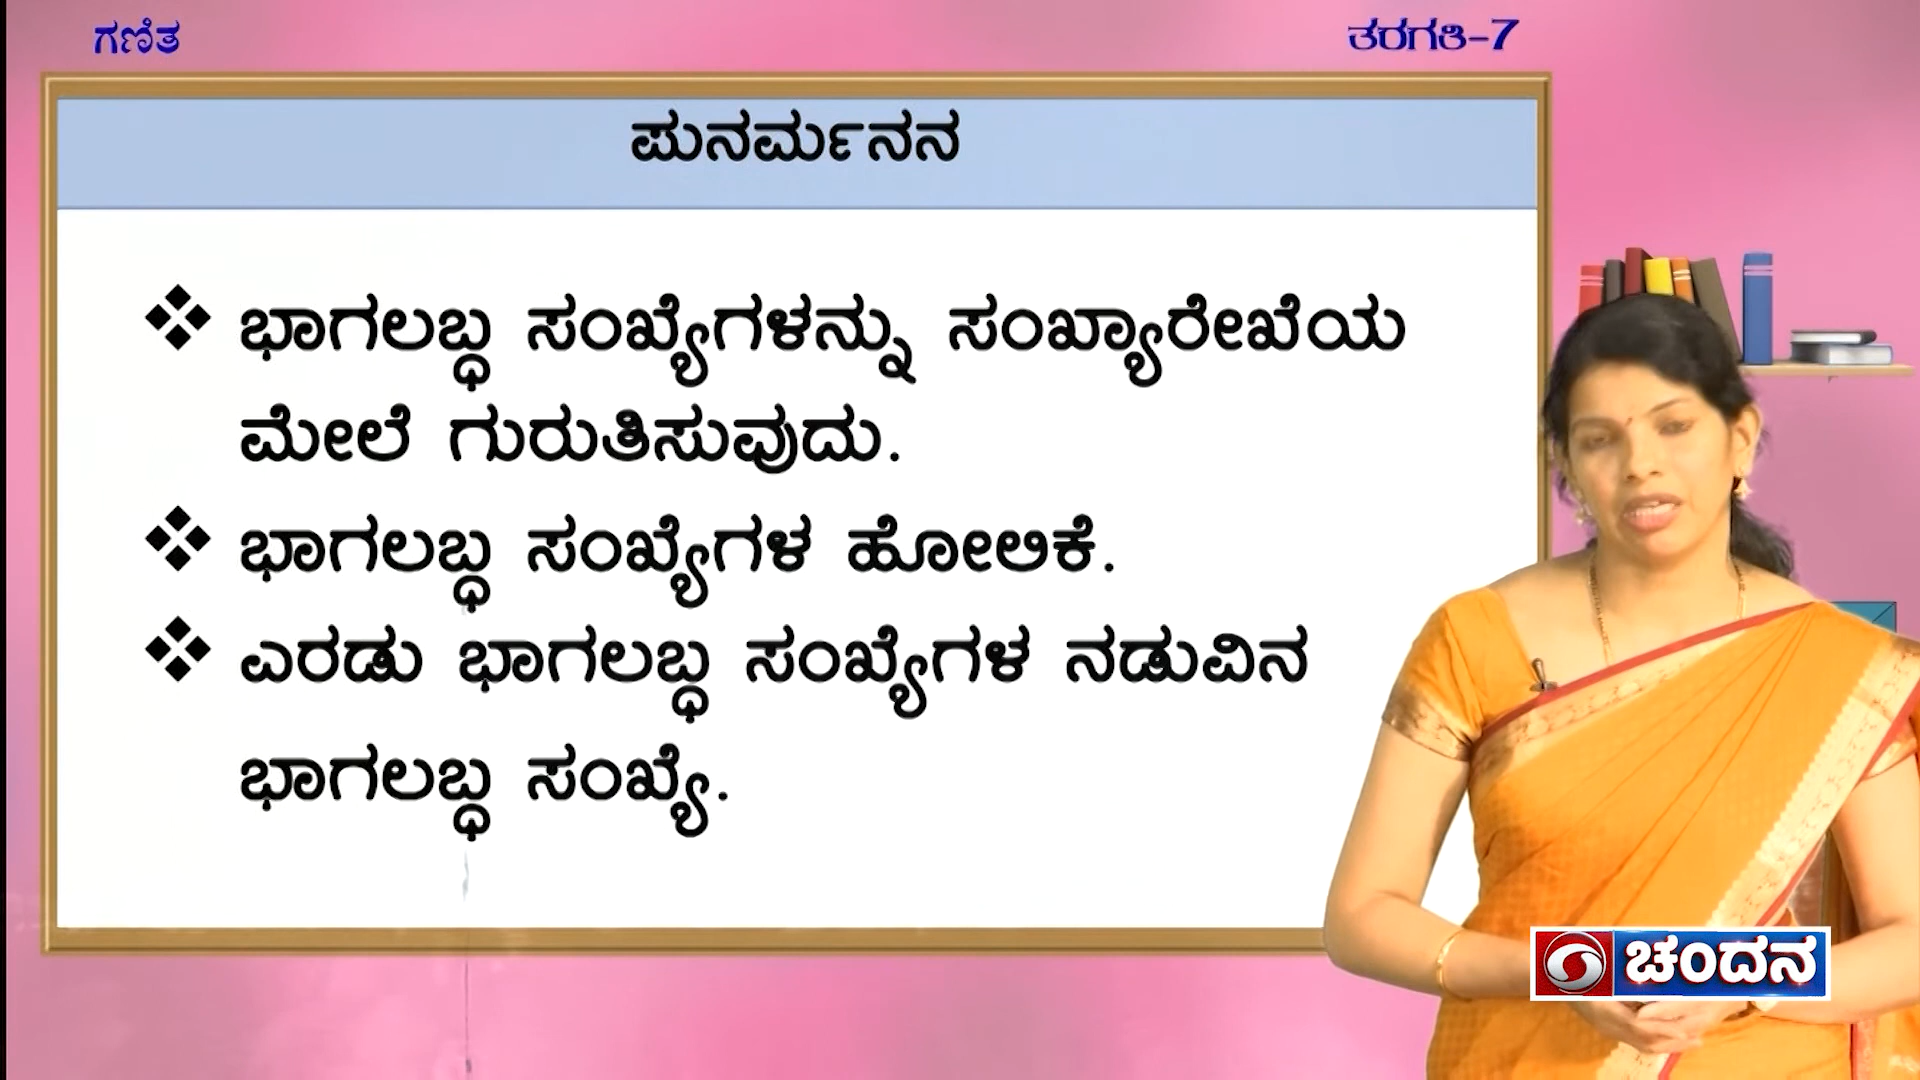 ಗಣಿತ
ತರಗತಿ-7
ಪುನರ್ಮನನ
❖ ಭಾಗಲಬ್ಧ ಸಂಖ್ಯೆಗಳನ್ನು ಸಂಖ್ಯಾರೇಖೆಯ
ಮೇಲೆ ಗುರುತಿಸುವುದು.
❖ ಭಾಗಲಬ್ಧ ಸಂಖ್ಯೆಗಳ ಹೋಲಿಕೆ.
❖ ಎರಡು ಭಾಗಲಬ್ಧ ಸಂಖ್ಯೆಗಳ ನಡುವಿನ
ಭಾಗಲಬ್ಧ ಸಂಖ್ಯೆ.
ಚಂದನ